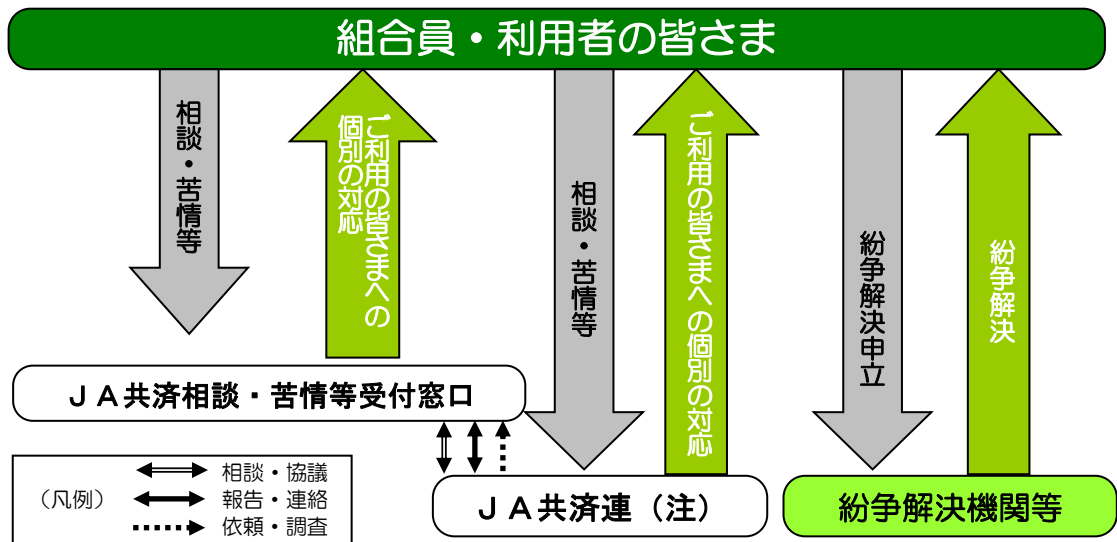 組合員・利用者の皆さま
相談・苦情等
ご利用の皆さまへの
個別の対応
相談・苦情等
ご利用の皆さまへの個別の対応
紛争解決申立
紛争解決
ＪＡ共済相談・苦情等受付窓口
（凡例）
相談・協議
報告・連絡
依頼・調査
ＪＡ共済連（注）
紛争解決機関等